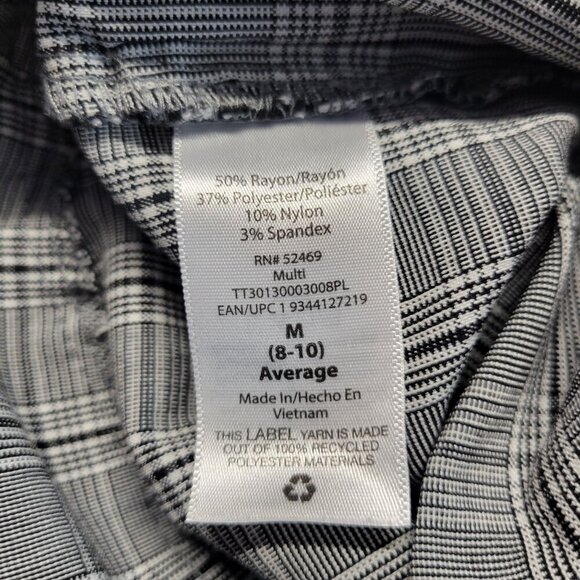 50% Rayon/Rayón
37% Polyester/Poliéster
10% Nylon
3% Spandex
RN# 52469
Multi
TT30130003008PL
EAN/UPC 1 9344127219
M
(8-10)
Average
Made In/Hecho En
Vietnam
THIS LABEL YARN IS MADE
OUT OF 100% RECYCLED
POLYESTER MATERIALS